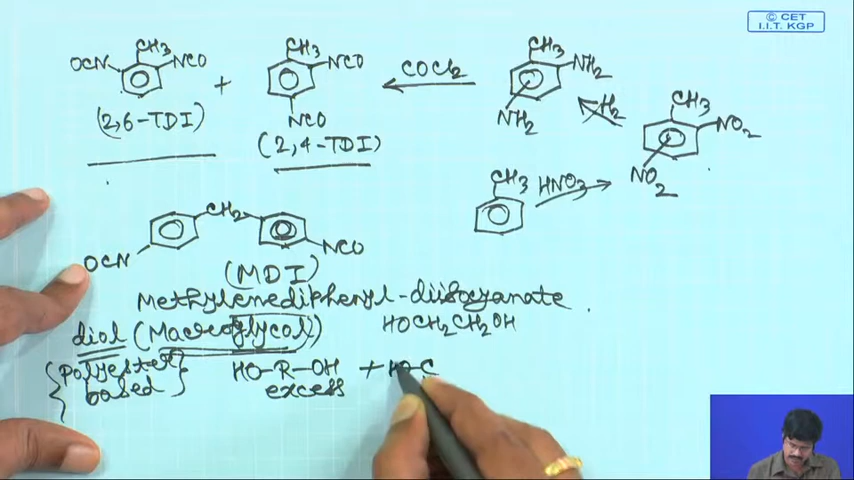 © CET
I.I.T. KGP
CH3
OCN NCO
(2,6-TDI)
+
CH3
NCO
NCO
(2,4-TDI)
COCl2
CH3
NH2
NH2
H2
CH3
NO2
NO2
CH3
HNO3
CH2
OCN NCO
(MDI)
Methylenediphenyl-diisocyanate
diol (Macroglycol) HOCH2CH2OH
{Polyester HO-R-OH + HO-C
based} excess